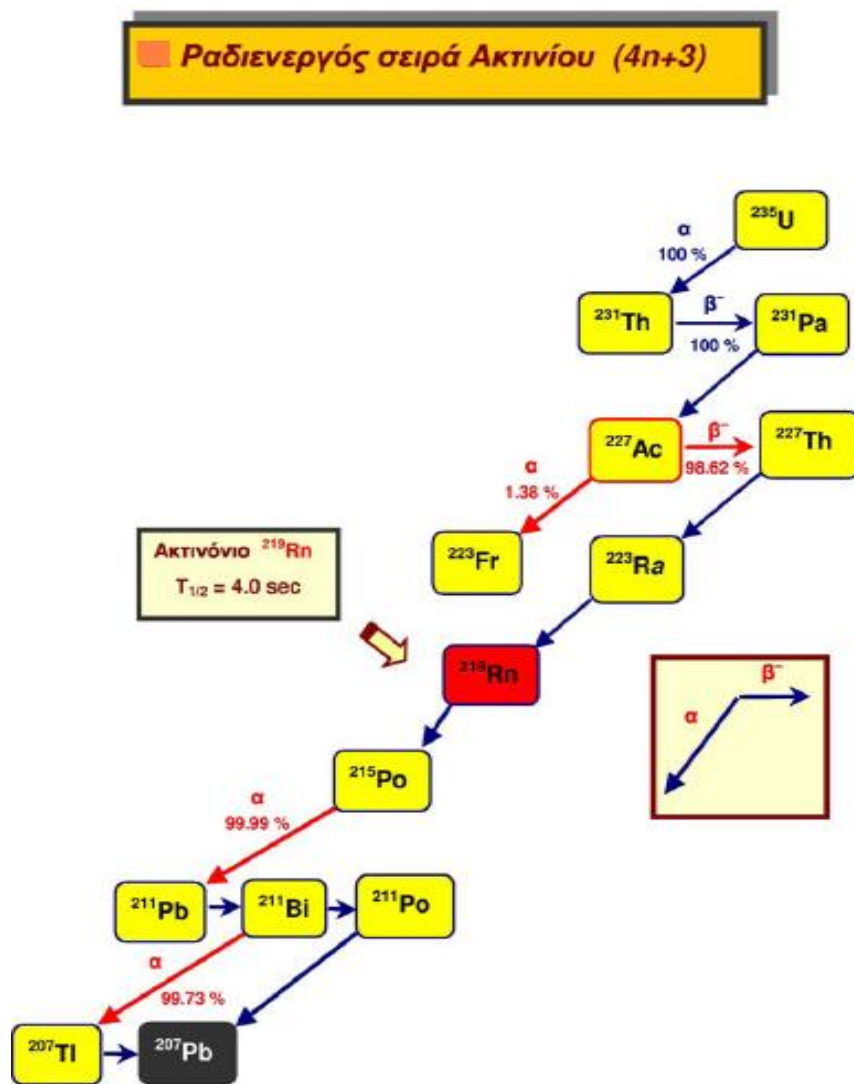 Ραδιενεργός σειρά Ακτινίου (4n+3)
²³⁵U
α
100 %
²³¹Th
β⁻
100 %
²³¹Pa
²²⁷Ac
β⁻
98.62 %
²²⁷Th
α
1.38 %
²²³Fr
²²³Ra
Ακτινόνιο ²¹⁹Rn
T₁/₂ = 4.0 sec
²¹⁹Rn
β⁻
α
²¹⁵Po
α
99.99 %
²¹¹Pb
²¹¹Bi
²¹¹Po
α
99.73 %
²⁰⁷Tl
²⁰⁷Pb